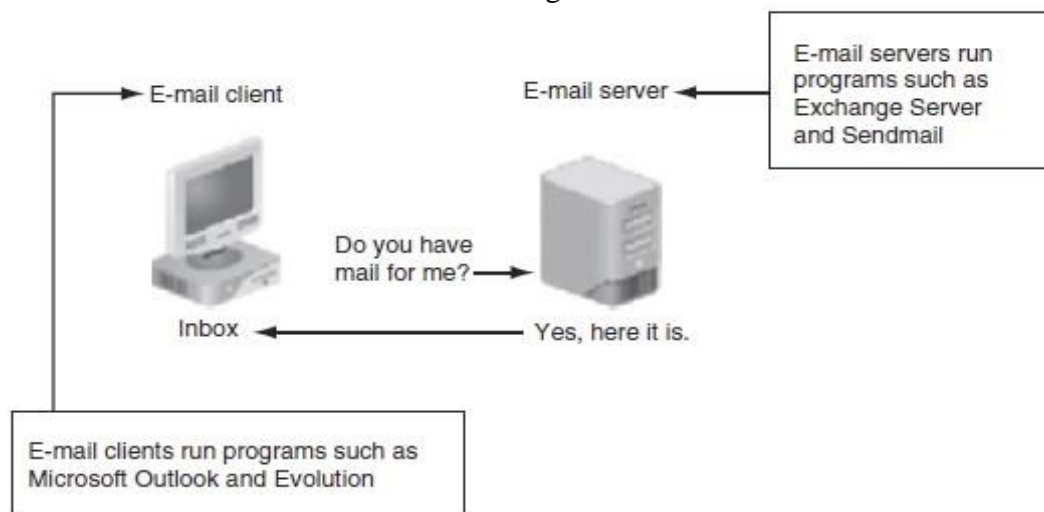 E-mail servers run
programs such as
Exchange Server
and Sendmail
E-mail client
E-mail server
Do you have
mail for me?
Inbox
Yes, here it is.
E-mail clients run programs such as
Microsoft Outlook and Evolution